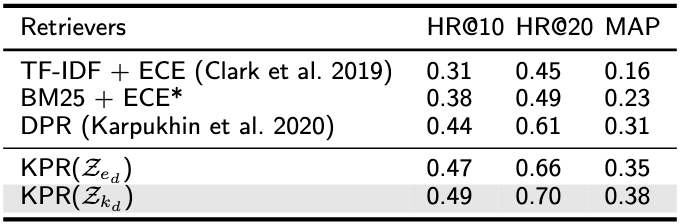 Retrievers HR@10 HR@20 MAP
TF-IDF + ECE (Clark et al. 2019) 0.31 0.45 0.16
BM25 + ECE* 0.38 0.49 0.23
DPR (Karpukhin et al. 2020) 0.44 0.61 0.31
KPR(𝒵_{e_d}) 0.47 0.66 0.35
KPR(𝒵_{k_d}) 0.49 0.70 0.38